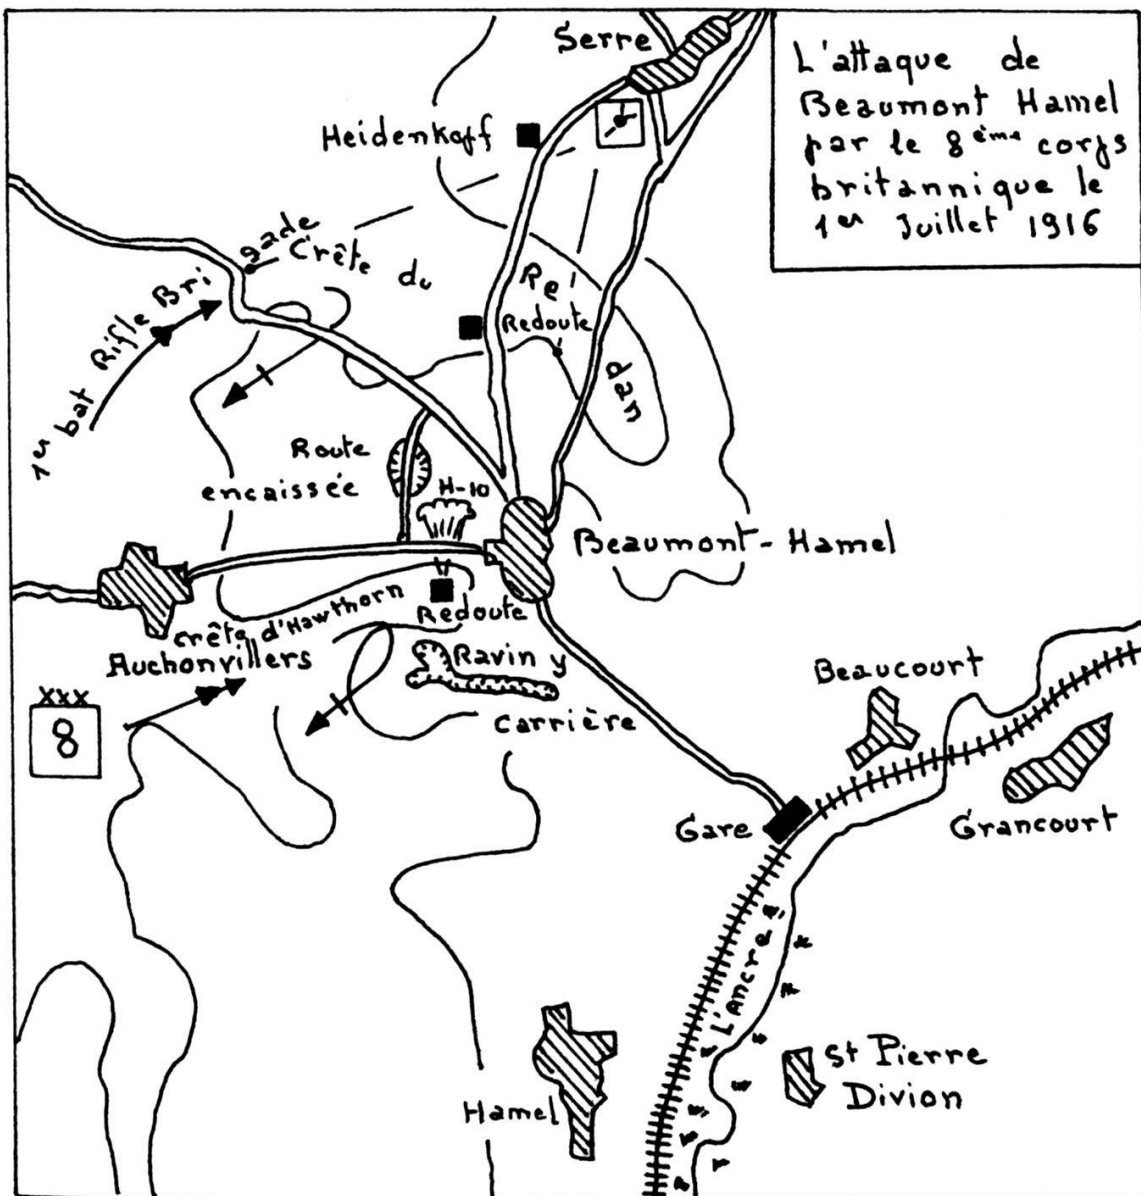 L'attaque de
Beaumont Hamel
par le 8ème corps
britannique le
1er Juillet 1916
Serre
Heidenkoff
1er bat Rifle Brigade
Crête du
Re
dan
Redoute
Route
encaissée
H-10
Beaumont-Hamel
Redoute
Crête d'Hawthorn
Auchonvillers
Ravin y
Carrière
XXX
8
Beaucourt
Grancourt
Gare
L'ancre
St Pierre
Divion
Hamel